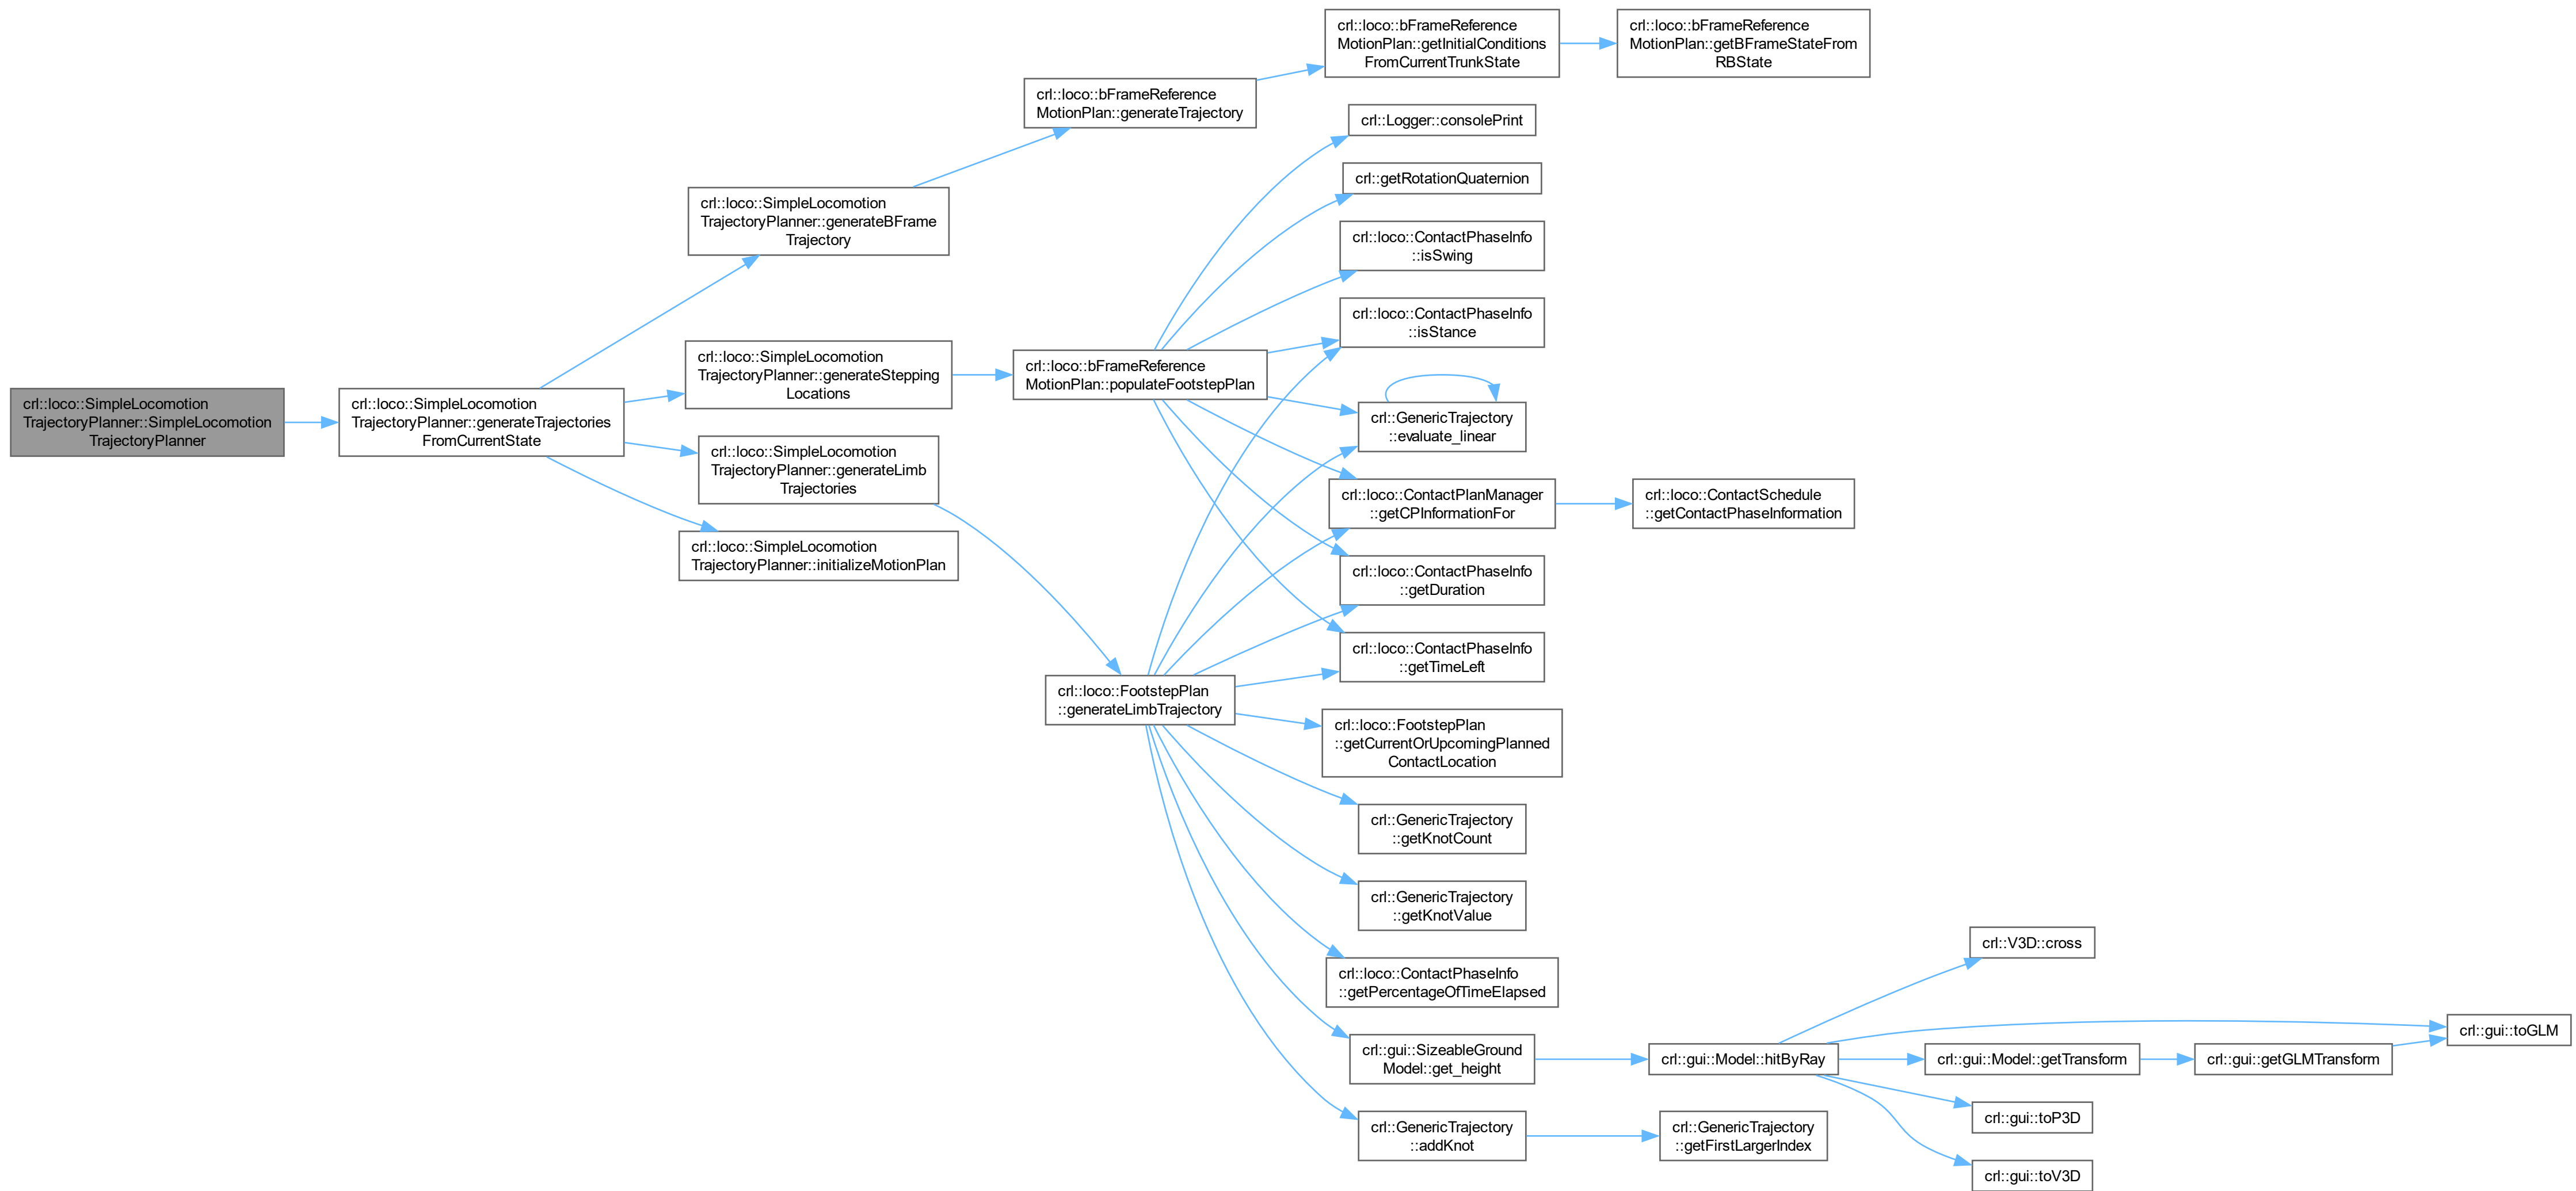 crl::loco::SimpleLocomotion
TrajectoryPlanner::SimpleLocomotion
TrajectoryPlanner
crl::loco::SimpleLocomotion
TrajectoryPlanner::generateTrajectories
FromCurrentState
crl::loco::SimpleLocomotion
TrajectoryPlanner::generateBFrame
Trajectory
crl::loco::bFrameReference
MotionPlan::generateTrajectory
crl::loco::bFrameReference
MotionPlan::getInitialConditions
FromCurrentTrunkState
crl::loco::bFrameReference
MotionPlan::getBFrameStateFrom
RBState
crl::loco::SimpleLocomotion
TrajectoryPlanner::generateStepping
Locations
crl::loco::bFrameReference
MotionPlan::populateFootstepPlan
crl::Logger::consolePrint
crl::getRotationQuaternion
crl::loco::ContactPhaseInfo
::isSwing
crl::loco::ContactPhaseInfo
::isStance
crl::GenericTrajectory
::evaluate_linear
crl::loco::ContactPlanManager
::getCPInformationFor
crl::loco::ContactSchedule
::getContactPhaseInformation
crl::loco::ContactPhaseInfo
::getDuration
crl::loco::ContactPhaseInfo
::getTimeLeft
crl::loco::SimpleLocomotion
TrajectoryPlanner::generateLimb
Trajectories
crl::loco::SimpleLocomotion
TrajectoryPlanner::initializeMotionPlan
crl::loco::FootstepPlan
::generateLimbTrajectory
crl::loco::FootstepPlan
::getCurrentOrUpcomingPlanned
ContactLocation
crl::GenericTrajectory
::getKnotCount
crl::GenericTrajectory
::getKnotValue
crl::loco::ContactPhaseInfo
::getPercentageOfTimeElapsed
crl::gui::SizeableGround
Model::get_height
crl::gui::Model::hitByRay
crl::V3D::cross
crl::gui::toGLM
crl::gui::Model::getTransform
crl::gui::getGLMTransform
crl::gui::toP3D
crl::gui::toV3D
crl::GenericTrajectory
::addKnot
crl::GenericTrajectory
::getFirstLargerIndex